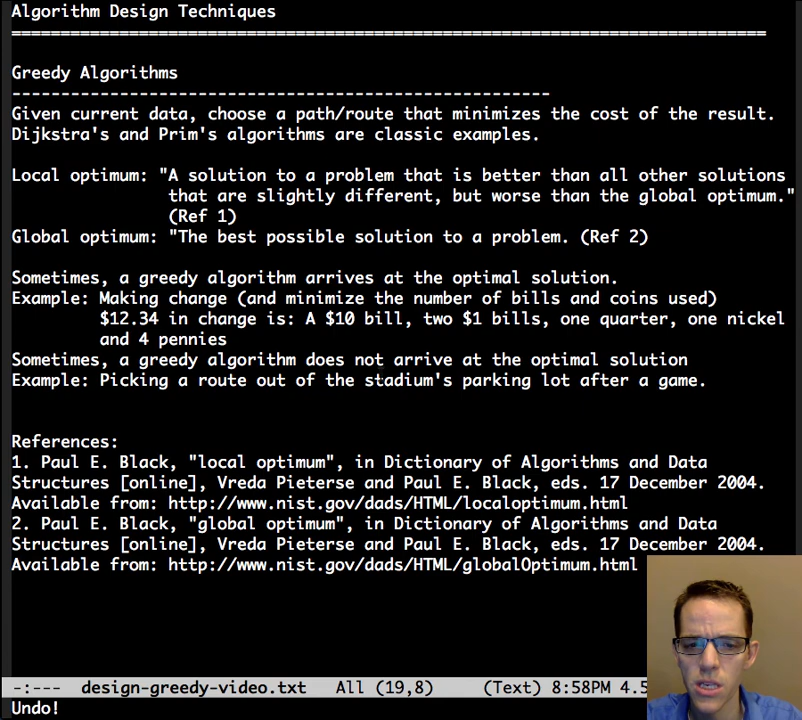 Algorithm Design Techniques
=============================================================================

Greedy Algorithms
-------------------------------------------------------
Given current data, choose a path/route that minimizes the cost of the result.
Dijkstra's and Prim's algorithms are classic examples.

Local optimum: "A solution to a problem that is better than all other solutions
that are slightly different, but worse than the global optimum."
(Ref 1)
Global optimum: "The best possible solution to a problem. (Ref 2)

Sometimes, a greedy algorithm arrives at the optimal solution.
Example: Making change (and minimize the number of bills and coins used)
$12.34 in change is: A $10 bill, two $1 bills, one quarter, one nickel
and 4 pennies
Sometimes, a greedy algorithm does not arrive at the optimal solution
Example: Picking a route out of the stadium's parking lot after a game.

References:
1. Paul E. Black, "local optimum", in Dictionary of Algorithms and Data
Structures [online], Vreda Pieterse and Paul E. Black, eds. 17 December 2004.
Available from: http://www.nist.gov/dads/HTML/localoptimum.html
2. Paul E. Black, "global optimum", in Dictionary of Algorithms and Data
Structures [online], Vreda Pieterse and Paul E. Black, eds. 17 December 2004.
Available from: http://www.nist.gov/dads/HTML/globalOptimum.html

-:--- design-greedy-video.txt All (19,8) (Text) 8:58PM 4.5
Undo!